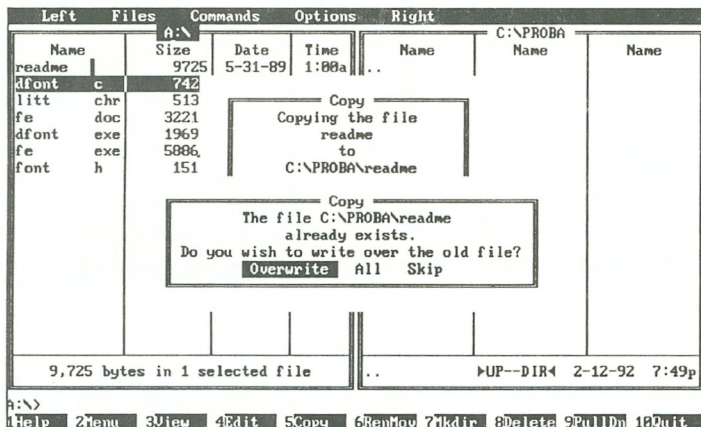 Left Files Commands Options Right
A:\ C:\PROBA
Name Size Date Time Name Name Name
readme 9725 5-31-89 1:00a ..
dfont c 742
litt chr 513
fe doc 3221
dfont exe 1969
fe exe 5886
font h 151
Copy
Copying the file
readme
to
C:\PROBA\readme
Copy
The file C:\PROBA\readme
already exists.
Do you wish to write over the old file?
Overwrite All Skip
9,725 bytes in 1 selected file .. ►UP--DIR◄ 2-12-92 7:49p
A:\>
1Help 2Menu 3View 4Edit 5Copy 6RenMov 7Mkdir 8Delete 9PullDn 10Quit